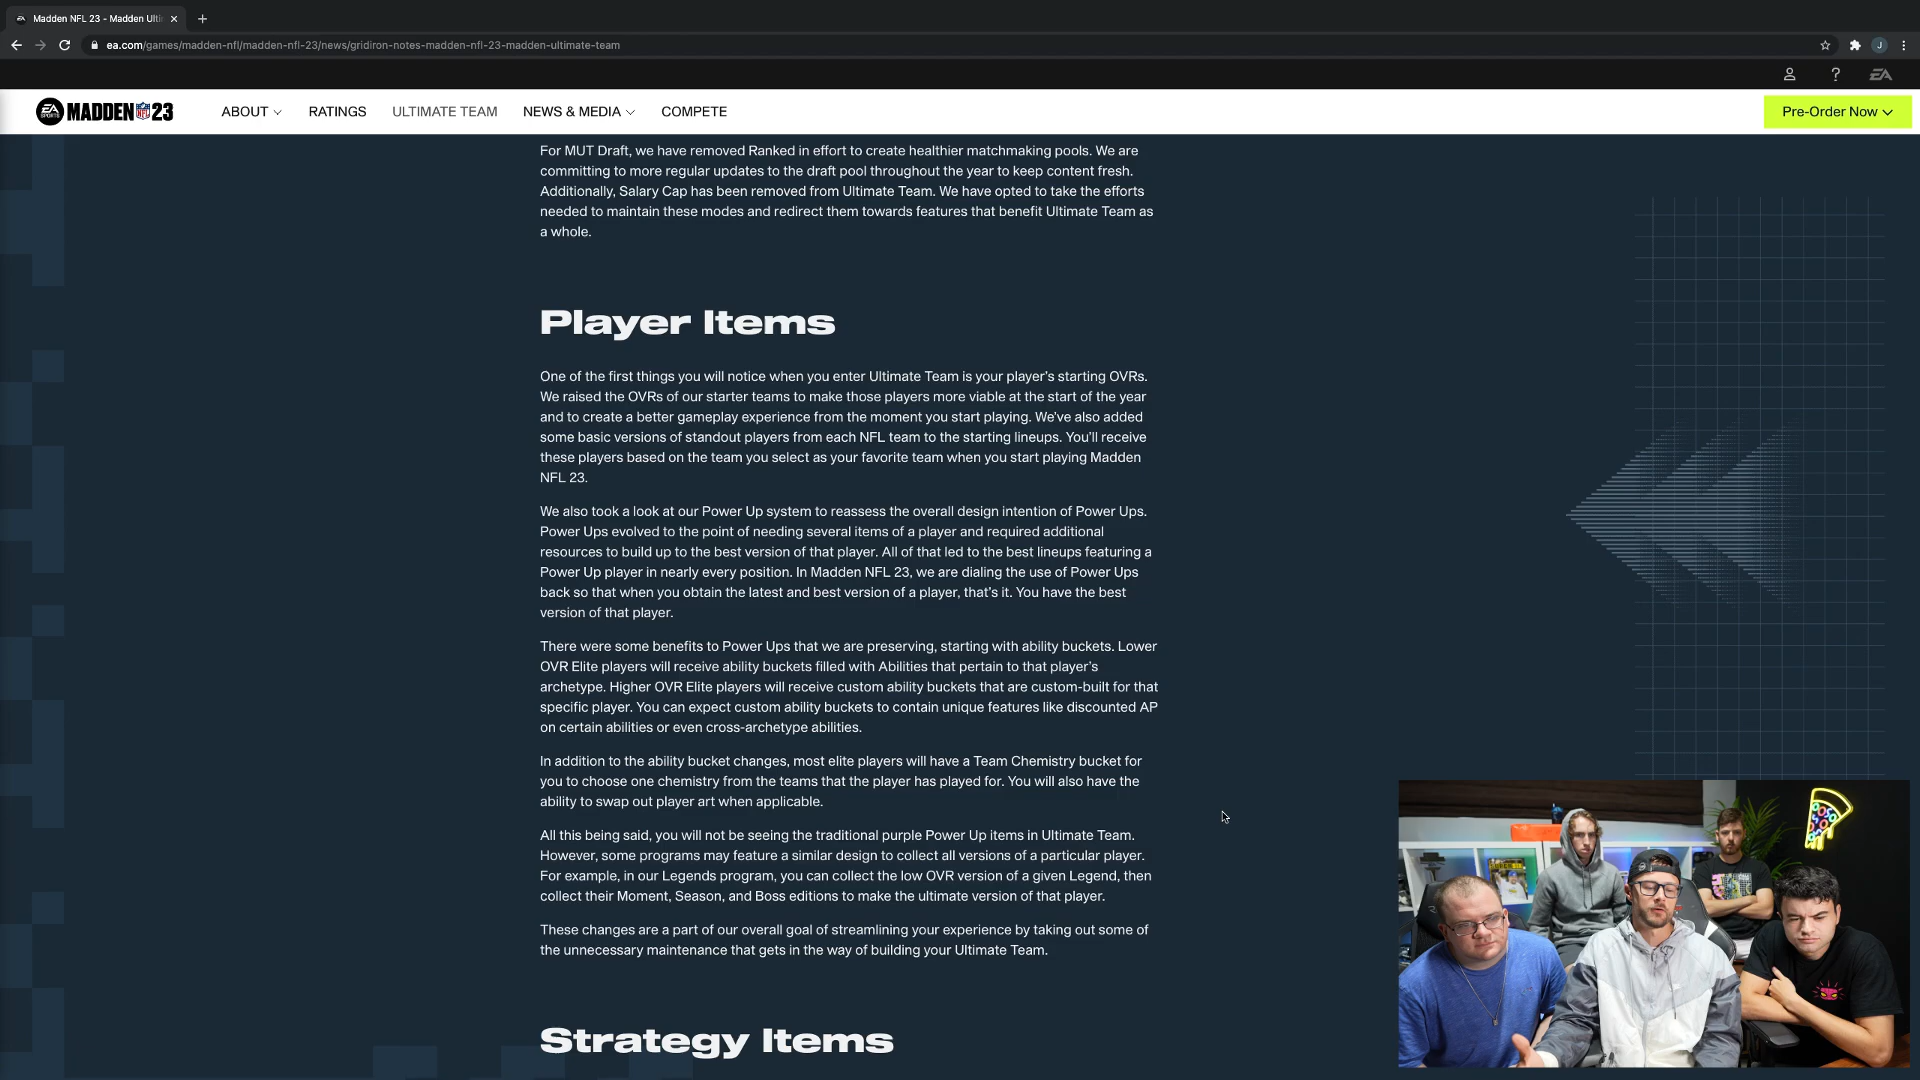 Madden NFL 23 - Madden Ulti
ea.com/games/madden-nfl/madden-nfl-23/news/gridiron-notes-madden-nfl-23-madden-ultimate-team
J
?
EA
EA SPORTS MADDEN NFL 23
ABOUT
RATINGS
ULTIMATE TEAM
NEWS & MEDIA
COMPETE
Pre-Order Now
For MUT Draft, we have removed Ranked in effort to create healthier matchmaking pools. We are
committing to more regular updates to the draft pool throughout the year to keep content fresh.
Additionally, Salary Cap has been removed from Ultimate Team. We have opted to take the efforts
needed to maintain these modes and redirect them towards features that benefit Ultimate Team as
a whole.
Player Items
One of the first things you will notice when you enter Ultimate Team is your player's starting OVRs.
We raised the OVRs of our starter teams to make those players more viable at the start of the year
and to create a better gameplay experience from the moment you start playing. We've also added
some basic versions of standout players from each NFL team to the starting lineups. You'll receive
these players based on the team you select as your favorite team when you start playing Madden
NFL 23.
We also took a look at our Power Up system to reassess the overall design intention of Power Ups.
Power Ups evolved to the point of needing several items of a player and required additional
resources to build up to the best version of that player. All of that led to the best lineups featuring a
Power Up player in nearly every position. In Madden NFL 23, we are dialing the use of Power Ups
back so that when you obtain the latest and best version of a player, that's it. You have the best
version of that player.
There were some benefits to Power Ups that we are preserving, starting with ability buckets. Lower
OVR Elite players will receive ability buckets filled with Abilities that pertain to that player's
archetype. Higher OVR Elite players will receive custom ability buckets that are custom-built for that
specific player. You can expect custom ability buckets to contain unique features like discounted AP
on certain abilities or even cross-archetype abilities.
In addition to the ability bucket changes, most elite players will have a Team Chemistry bucket for
you to choose one chemistry from the teams that the player has played for. You will also have the
ability to swap out player art when applicable.
All this being said, you will not be seeing the traditional purple Power Up items in Ultimate Team.
However, some programs may feature a similar design to collect all versions of a particular player.
For example, in our Legends program, you can collect the low OVR version of a given Legend, then
collect their Moment, Season, and Boss editions to make the ultimate version of that player.
These changes are a part of our overall goal of streamlining your experience by taking out some of
the unnecessary maintenance that gets in the way of building your Ultimate Team.
Strategy Items